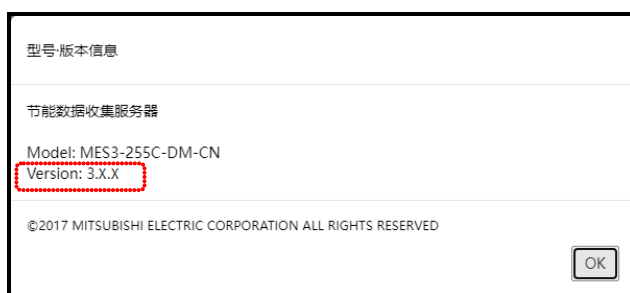 型号·版本信息
节能数据收集服务器
Model: MES3-255C-DM-CN
Version: 3.X.X
©2017 MITSUBISHI ELECTRIC CORPORATION ALL RIGHTS RESERVED
OK